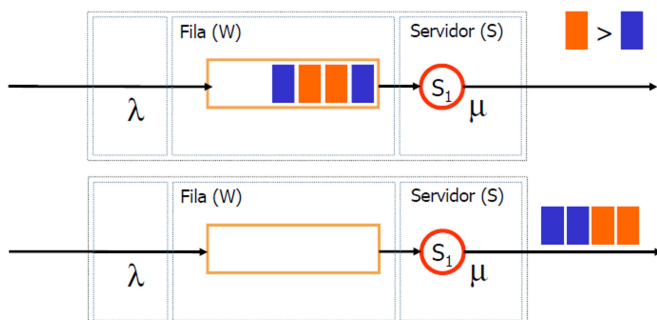 Fila (W)
Servidor (S)
>
λ
S1
μ
Fila (W)
Servidor (S)
λ
S1
μ